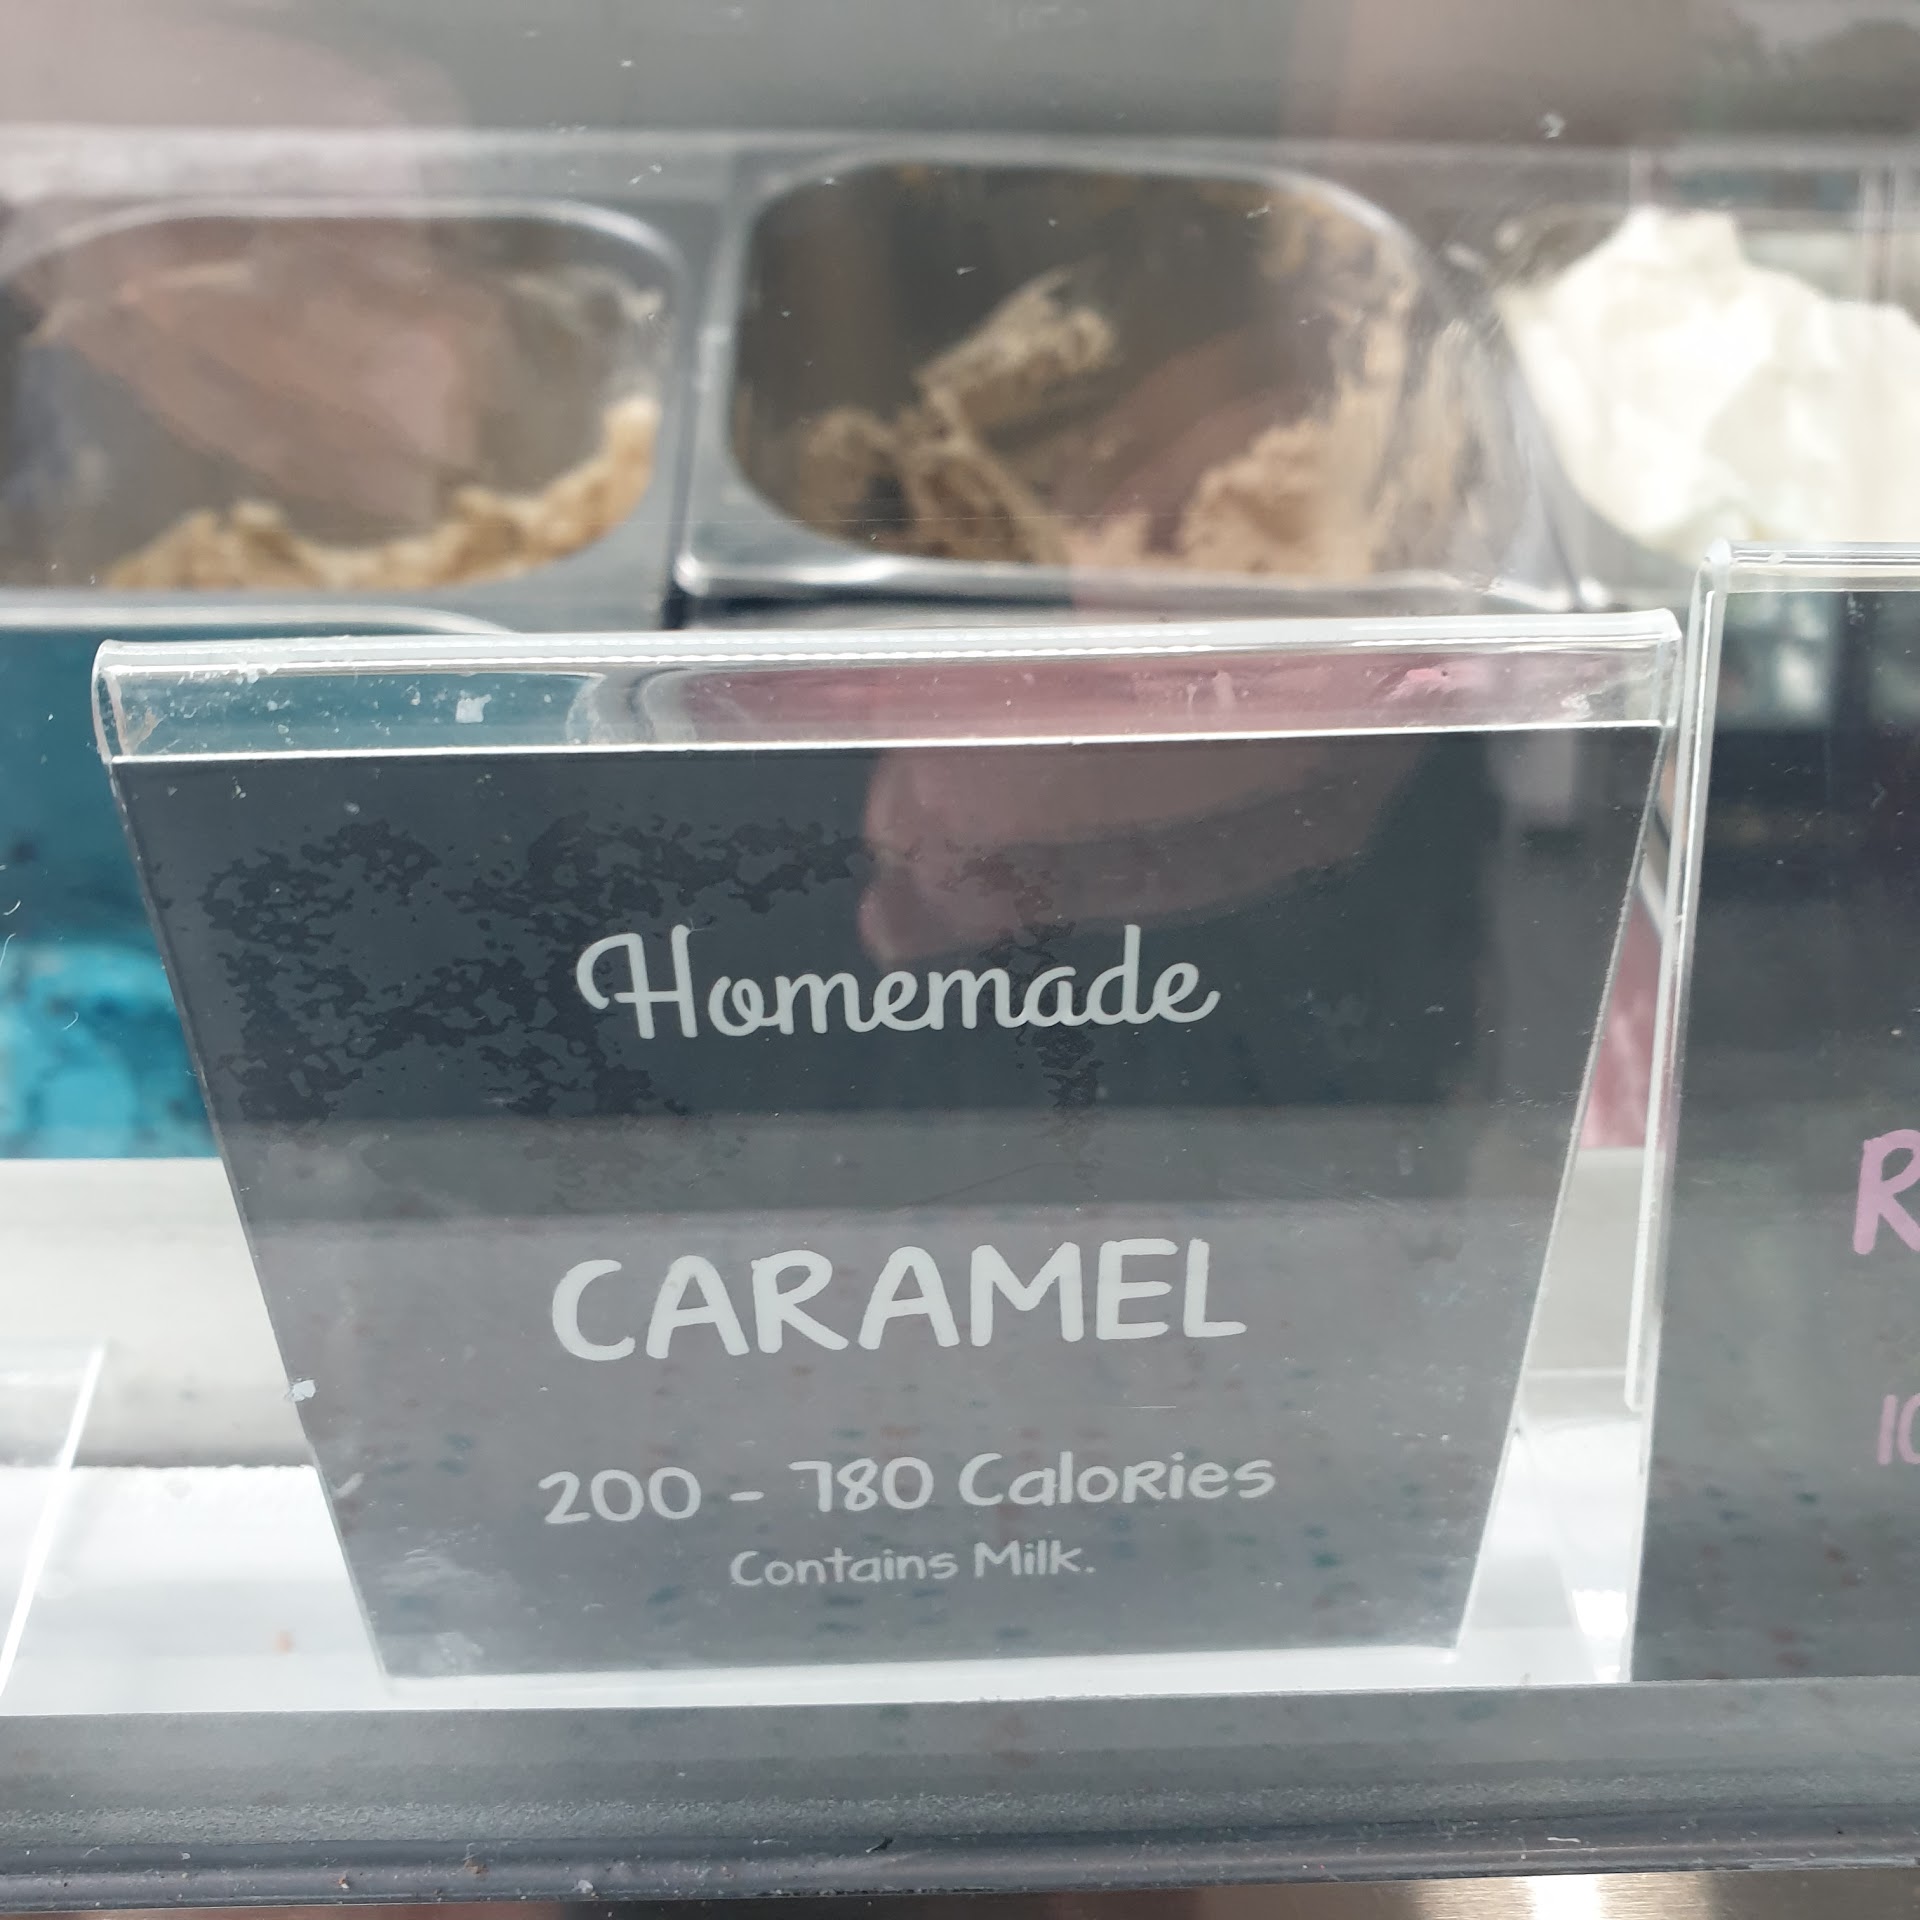 Homemade
CARAMEL
200 - 780 Calories
Contains Milk.